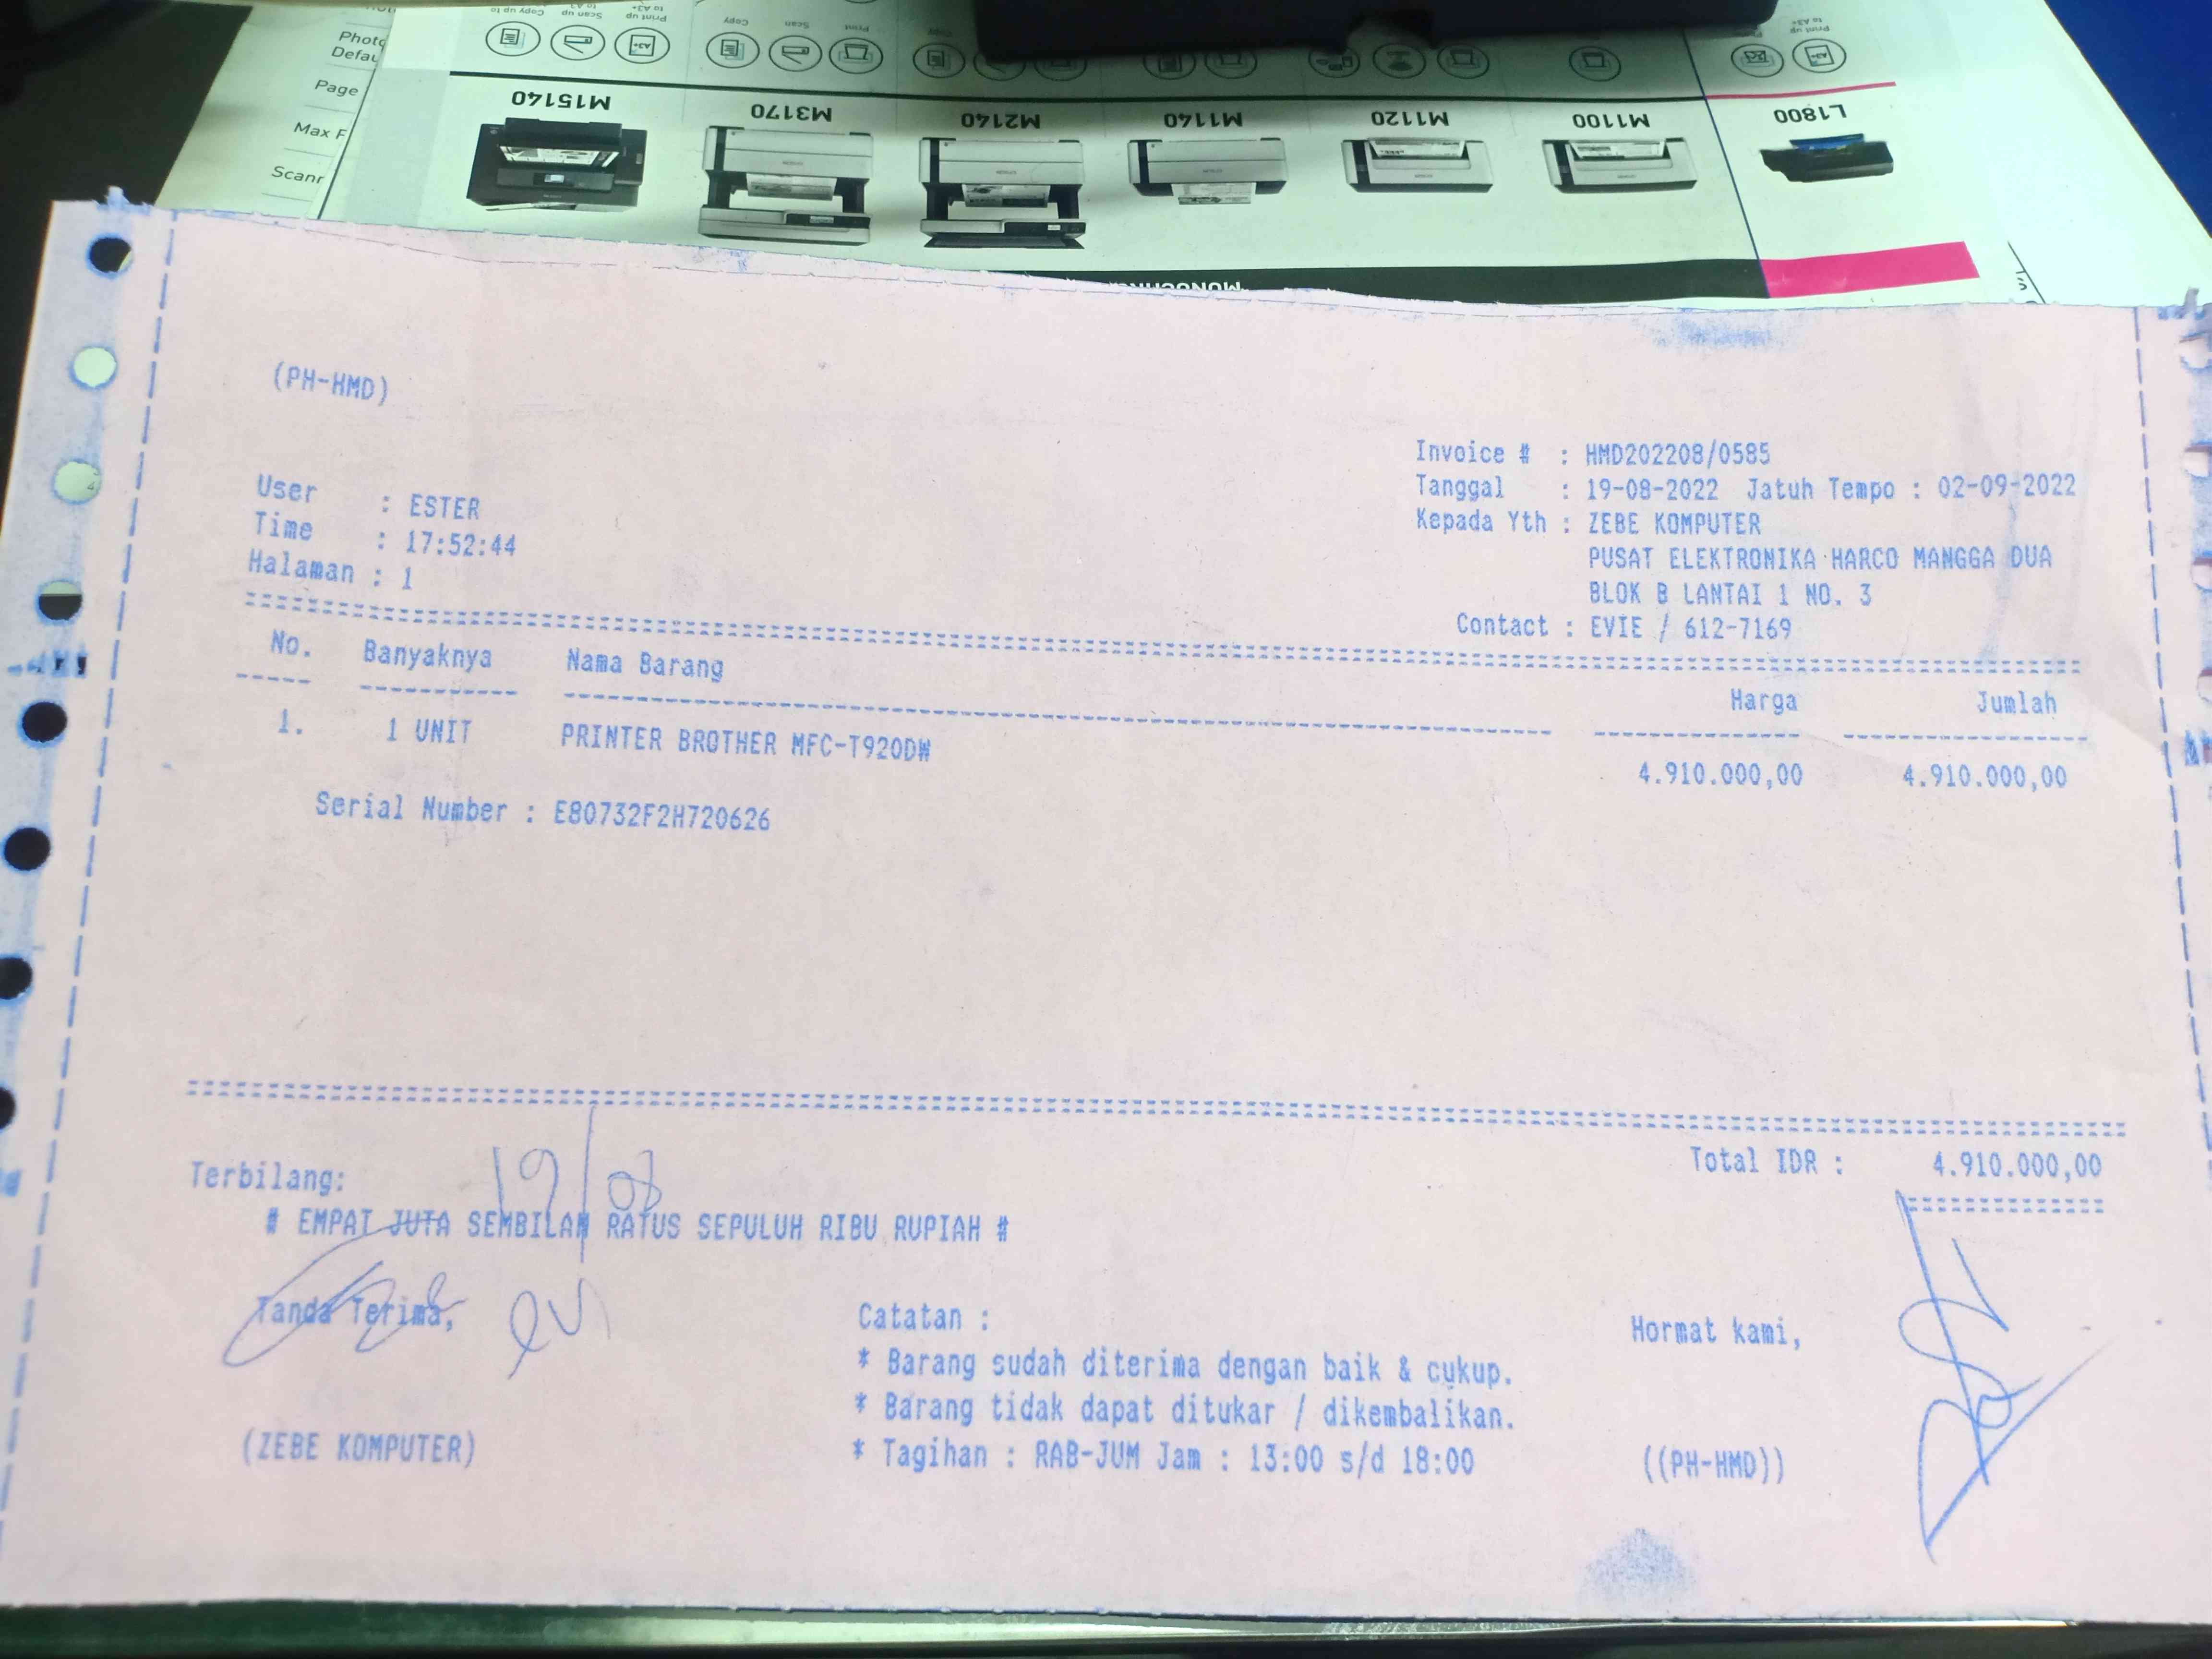 Photo
Defau
Page
Max F
Scanr
M15140
M3170
M2140
M1140
M1120
M1100
L1800
(PH-HMD)
User : ESTER
Time : 17:52:44
Halaman : 1
Invoice # : HMD202208/0585
Tanggal : 19-08-2022 Jatuh Tempo : 02-09-2022
Kepada Yth : ZEBE KOMPUTER
PUSAT ELEKTRONIKA HARCO MANGGA DUA
BLOK B LANTAI 1 NO. 3
Contact : EVIE / 612-7169
No. Banyaknya Nama Barang Harga Jumlah
1. 1 UNIT PRINTER BROTHER MFC-T920DW 4.910.000,00 4.910.000,00
Serial Number : E80732F2H720626
Total IDR : 4.910.000,00
Terbilang:
19/08
# EMPAT JUTA SEMBILAN RATUS SEPULUH RIBU RUPIAH #
Tanda Terima,
Catatan :
* Barang sudah diterima dengan baik & cukup.
* Barang tidak dapat ditukar / dikembalikan.
* Tagihan : RAB-JUM Jam : 13:00 s/d 18:00
Hormat kami,
(ZEBE KOMPUTER)
((PH-HMD))